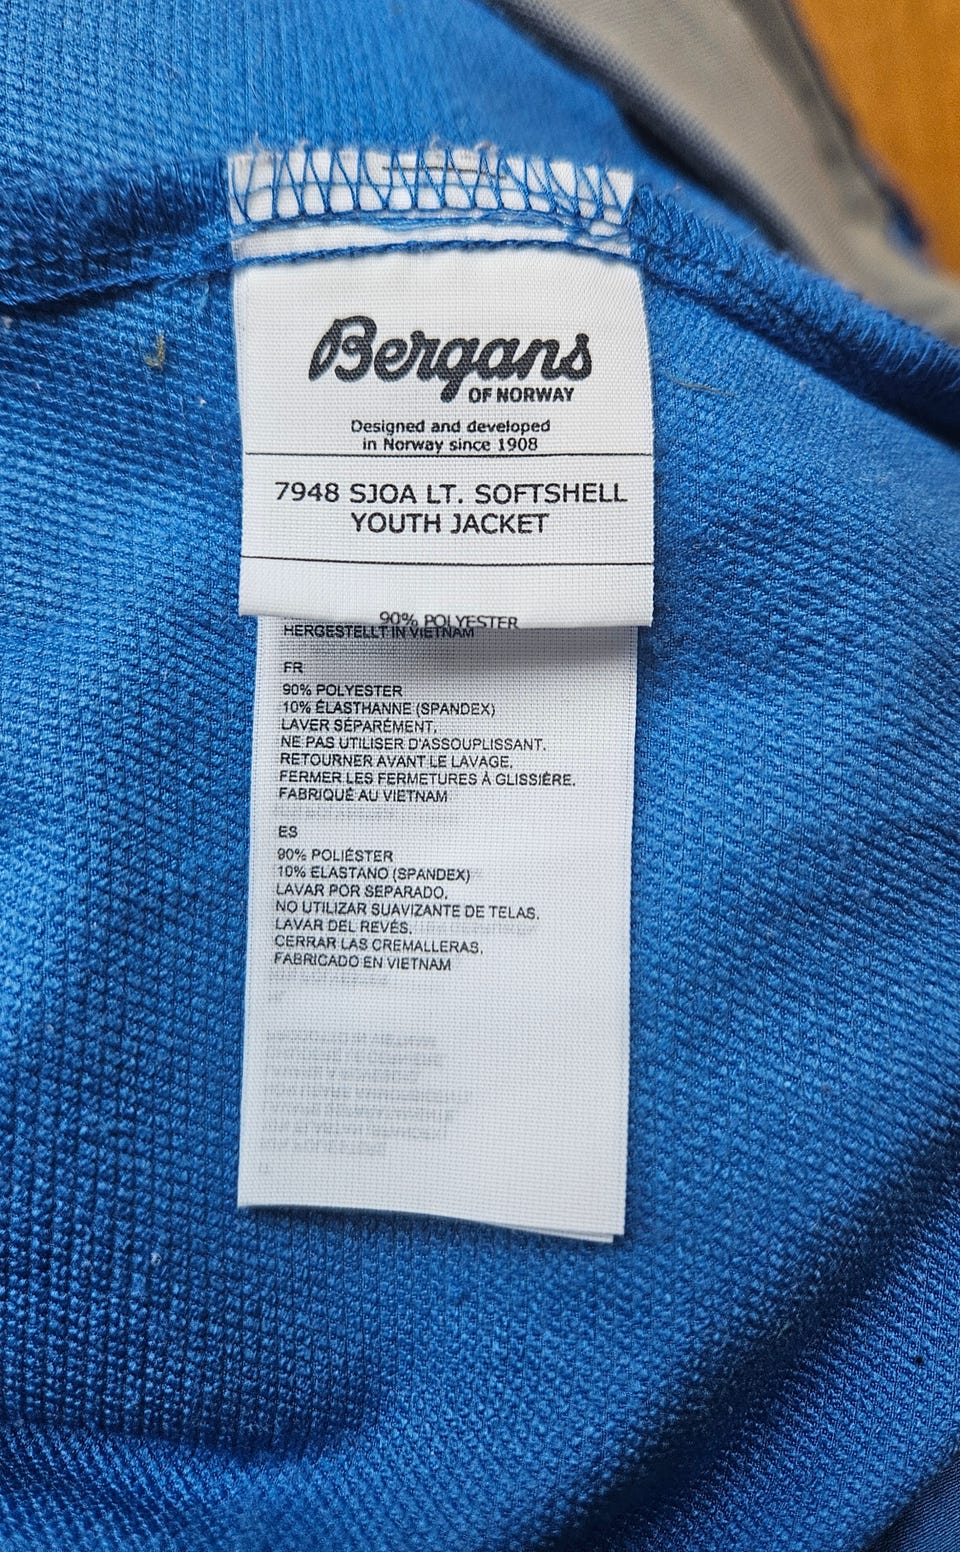 Bergans
OF NORWAY
Designed and developed
in Norway since 1908
7948 SJOA LT. SOFTSHELL
YOUTH JACKET
90% POLYESTER
HERGESTELLT IN VIETNAM
FR
90% POLYESTER
10% ÉLASTHANNE (SPANDEX)
LAVER SÉPARÉMENT.
NE PAS UTILISER D'ASSOUPLISSANT.
RETOURNER AVANT LE LAVAGE.
FERMER LES FERMETURES À GLISSIÈRE.
FABRIQUÉ AU VIETNAM
ES
90% POLIÉSTER
10% ELASTANO (SPANDEX)
LAVAR POR SEPARADO.
NO UTILIZAR SUAVIZANTE DE TELAS.
LAVAR DEL REVÉS.
CERRAR LAS CREMALLERAS.
FABRICADO EN VIETNAM